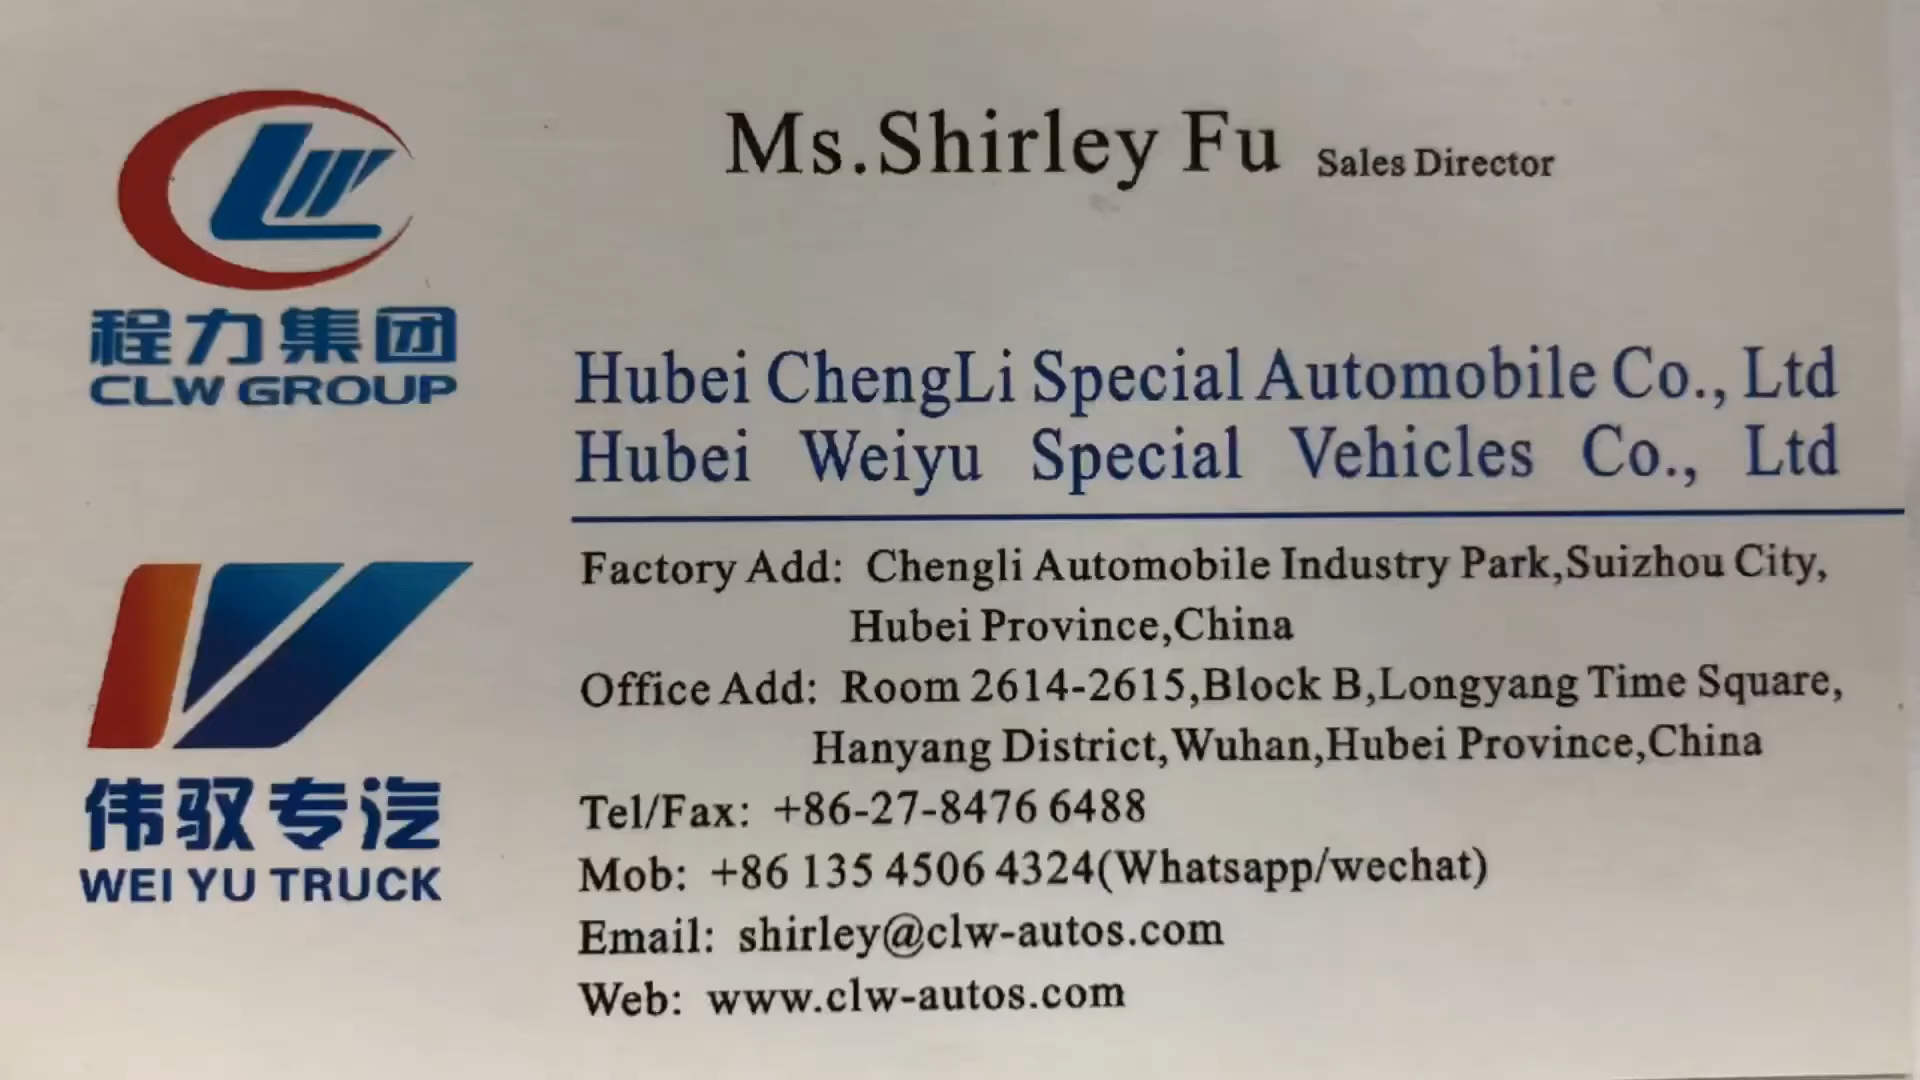 CLW
程力集团
CLW GROUP
伟驭专汽
WEI YU TRUCK
Ms.Shirley Fu Sales Director
Hubei ChengLi Special Automobile Co., Ltd
Hubei Weiyu Special Vehicles Co., Ltd
Factory Add: Chengli Automobile Industry Park,Suizhou City,
Hubei Province,China
Office Add: Room 2614-2615,Block B,Longyang Time Square,
Hanyang District,Wuhan,Hubei Province,China
Tel/Fax: +86-27-8476 6488
Mob: +86 135 4506 4324(Whatsapp/wechat)
Email: shirley@clw-autos.com
Web: www.clw-autos.com